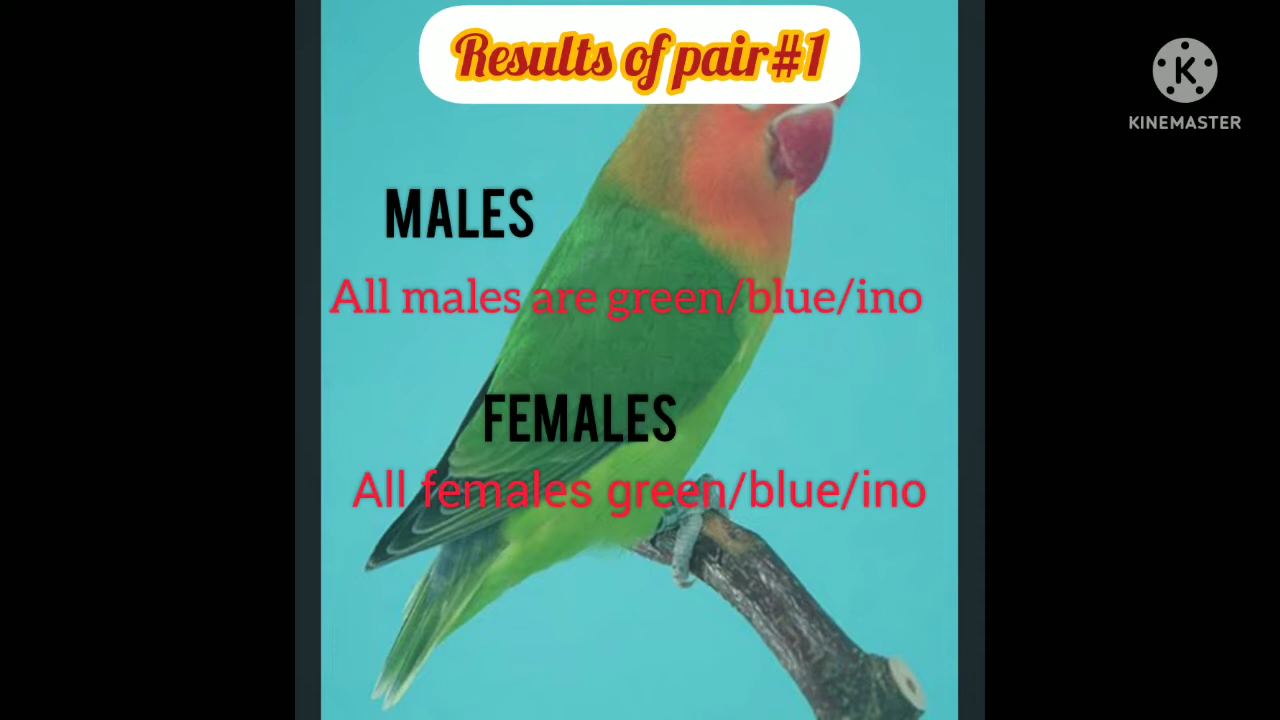 Results of pair#1
K
KINEMASTER
MALES
All males are green/blue/ino
FEMALES
All females green/blue/ino